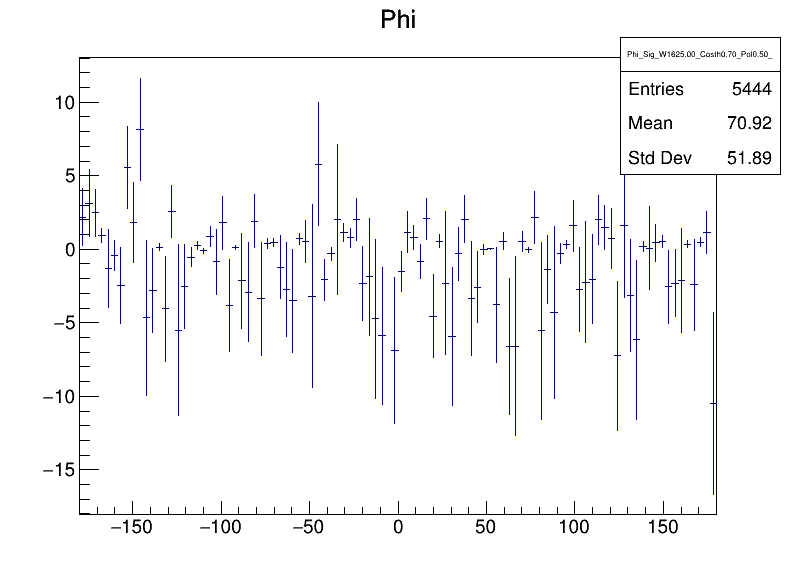 Phi
Phi_Sig_W1625.00_Costh0.70_Pol0.50_
Entries 5444
Mean 70.92
Std Dev 51.89
10
5
0
−5
−10
−15
−150 −100 −50 0 50 100 150